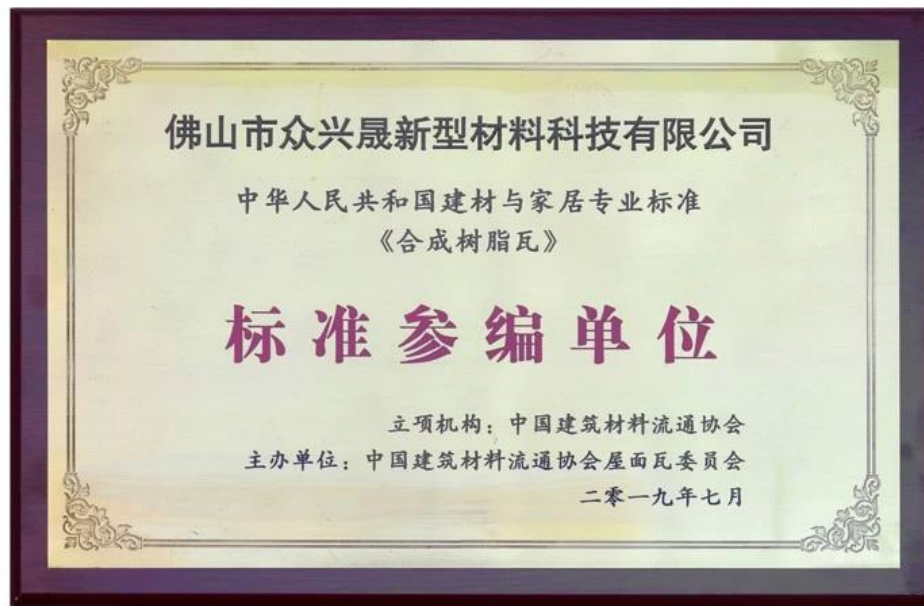 佛山市众兴晟新型材料科技有限公司
中华人民共和国建材与家居专业标准
《合成树脂瓦》
标准参编单位
立项机构：中国建筑材料流通协会
主办单位：中国建筑材料流通协会屋面瓦委员会
二零一九年七月